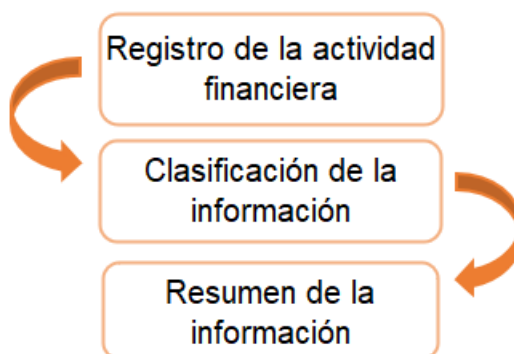 Registro de la actividad
financiera
Clasificación de la
información
Resumen de la
información